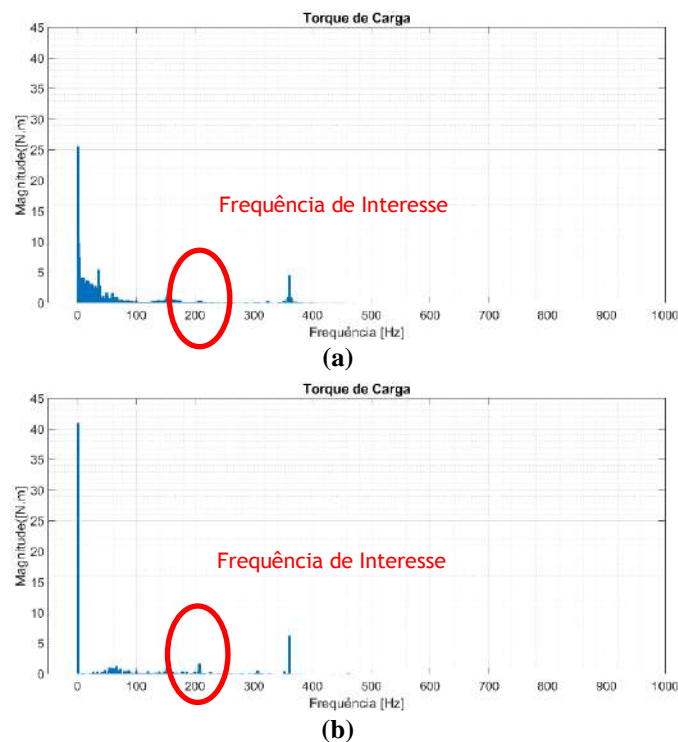 Torque de Carga
45
40
35
30
25
20
15
10
5
0
Magnitude([N.m]
Frequência de Interesse
0 100 200 300 400 500 600 700 800 900 1000
Frequência [Hz]
(a)
Torque de Carga
45
40
35
30
25
20
15
10
5
0
Magnitude([N.m]
Frequência de Interesse
0 100 200 300 400 500 600 700 800 900 1000
Frequência [Hz]
(b)